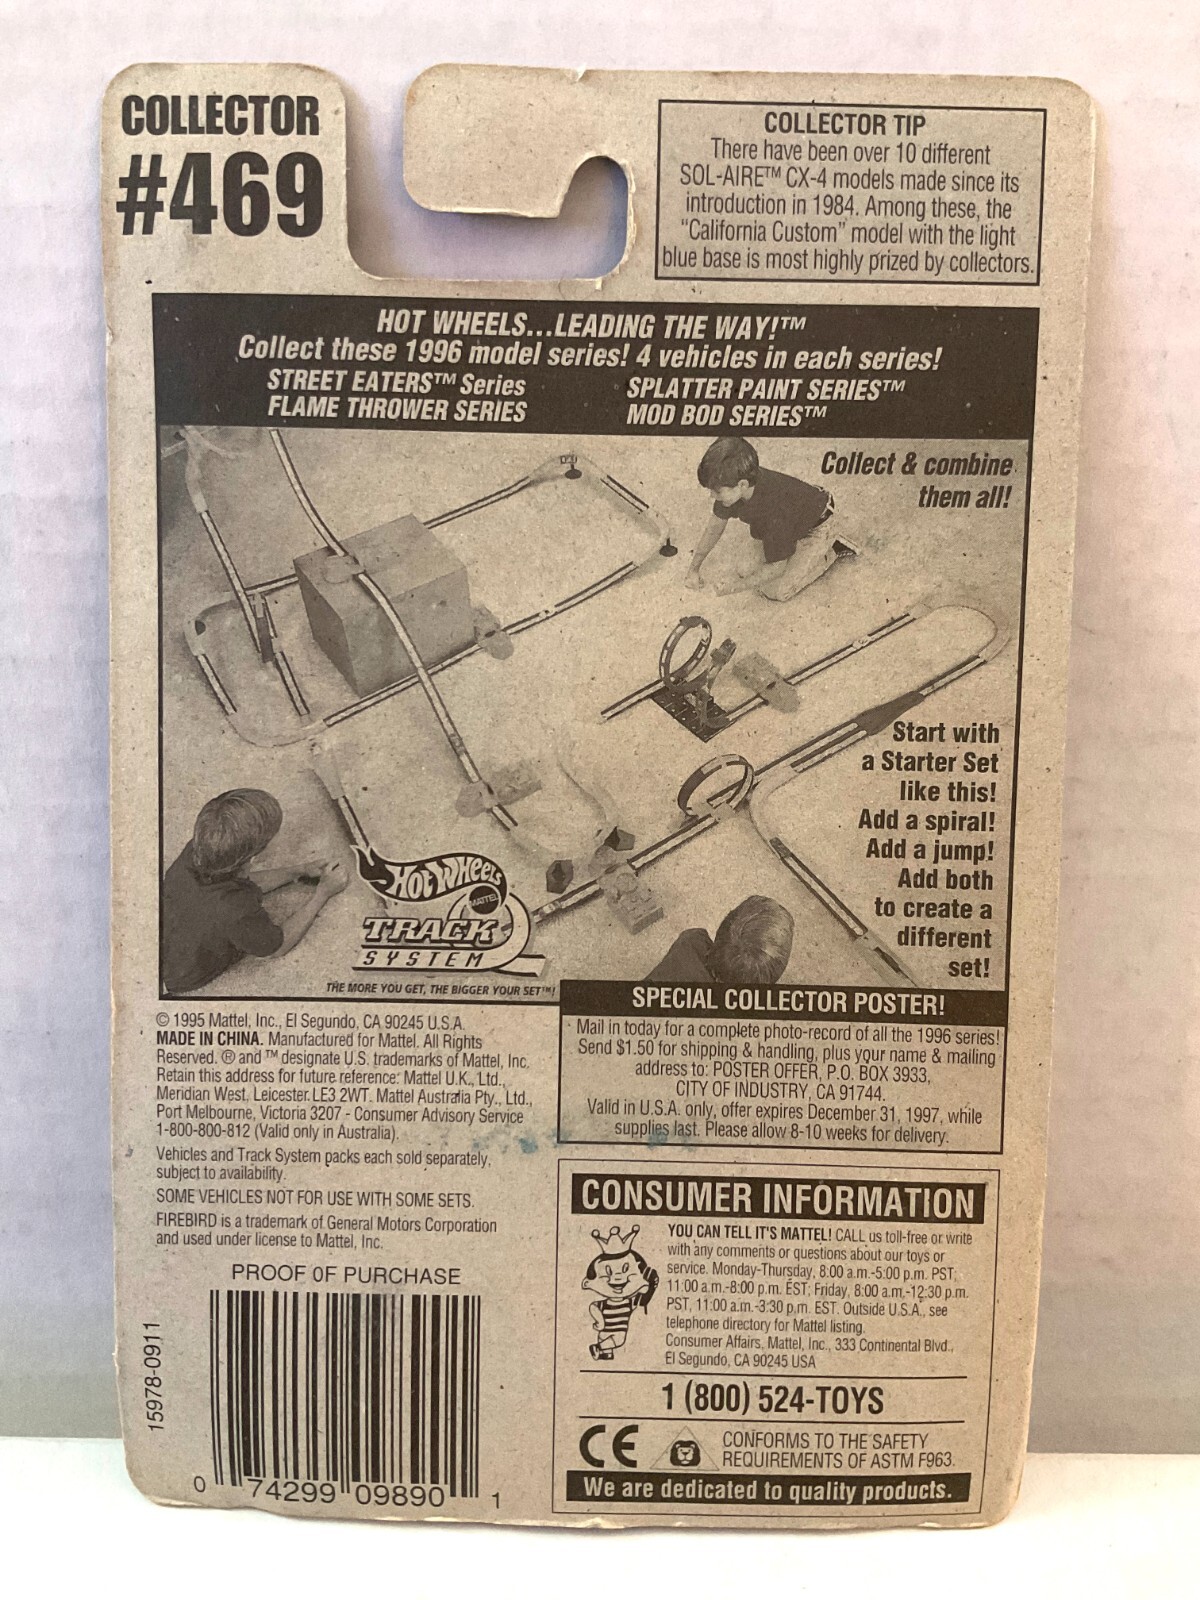 COLLECTOR
#469
COLLECTOR TIP
There have been over 10 different
SOL-AIRE™ CX-4 models made since its
introduction in 1984. Among these, the
"California Custom" model with the light
blue base is most highly prized by collectors.
HOT WHEELS...LEADING THE WAY!™
Collect these 1996 model series! 4 vehicles in each series!
STREET EATERS™ Series
FLAME THROWER SERIES
SPLATTER PAINT SERIES™
MOD BOD SERIES™
Collect & combine
them all!
Start with
a Starter Set
like this!
Add a spiral!
Add a jump!
Add both
to create a
different
set!
HOT WHEELS
MATTEL
TRACK
SYSTEM
THE MORE YOU GET, THE BIGGER YOUR SET™!
© 1995 Mattel, Inc., El Segundo, CA 90245 U.S.A.
MADE IN CHINA. Manufactured for Mattel. All Rights
Reserved. ® and ™ designate U.S. trademarks of Mattel, Inc.
Retain this address for future reference: Mattel U.K., Ltd.,
Meridian West, Leicester LE3 2WT. Mattel Australia Pty., Ltd.,
Port Melbourne, Victoria 3207 - Consumer Advisory Service
1-800-800-812 (Valid only in Australia).
Vehicles and Track System packs each sold separately,
subject to availability.
SOME VEHICLES NOT FOR USE WITH SOME SETS.
FIREBIRD is a trademark of General Motors Corporation
and used under license to Mattel, Inc.
SPECIAL COLLECTOR POSTER!
Mail in today for a complete photo-record of all the 1996 series!
Send $1.50 for shipping & handling, plus your name & mailing
address to: POSTER OFFER, P.O. BOX 3933,
CITY OF INDUSTRY, CA 91744.
Valid in U.S.A. only, offer expires December 31, 1997, while
supplies last. Please allow 8-10 weeks for delivery.
CONSUMER INFORMATION
YOU CAN TELL IT'S MATTEL! CALL us toll-free or write
with any comments or questions about our toys or
service. Monday-Thursday, 8:00 a.m.-5:00 p.m. PST;
11:00 a.m.-8:00 p.m. EST; Friday, 8:00 a.m.-12:30 p.m.
PST, 11:00 a.m.-3:30 p.m. EST. Outside U.S.A., see
telephone directory for Mattel listing.
Consumer Affairs, Mattel, Inc., 333 Continental Blvd.,
El Segundo, CA 90245 USA
1 (800) 524-TOYS
CE
CONFORMS TO THE SAFETY
REQUIREMENTS OF ASTM F963.
We are dedicated to quality products.
PROOF OF PURCHASE
15978-0911
0 74299 09890 1